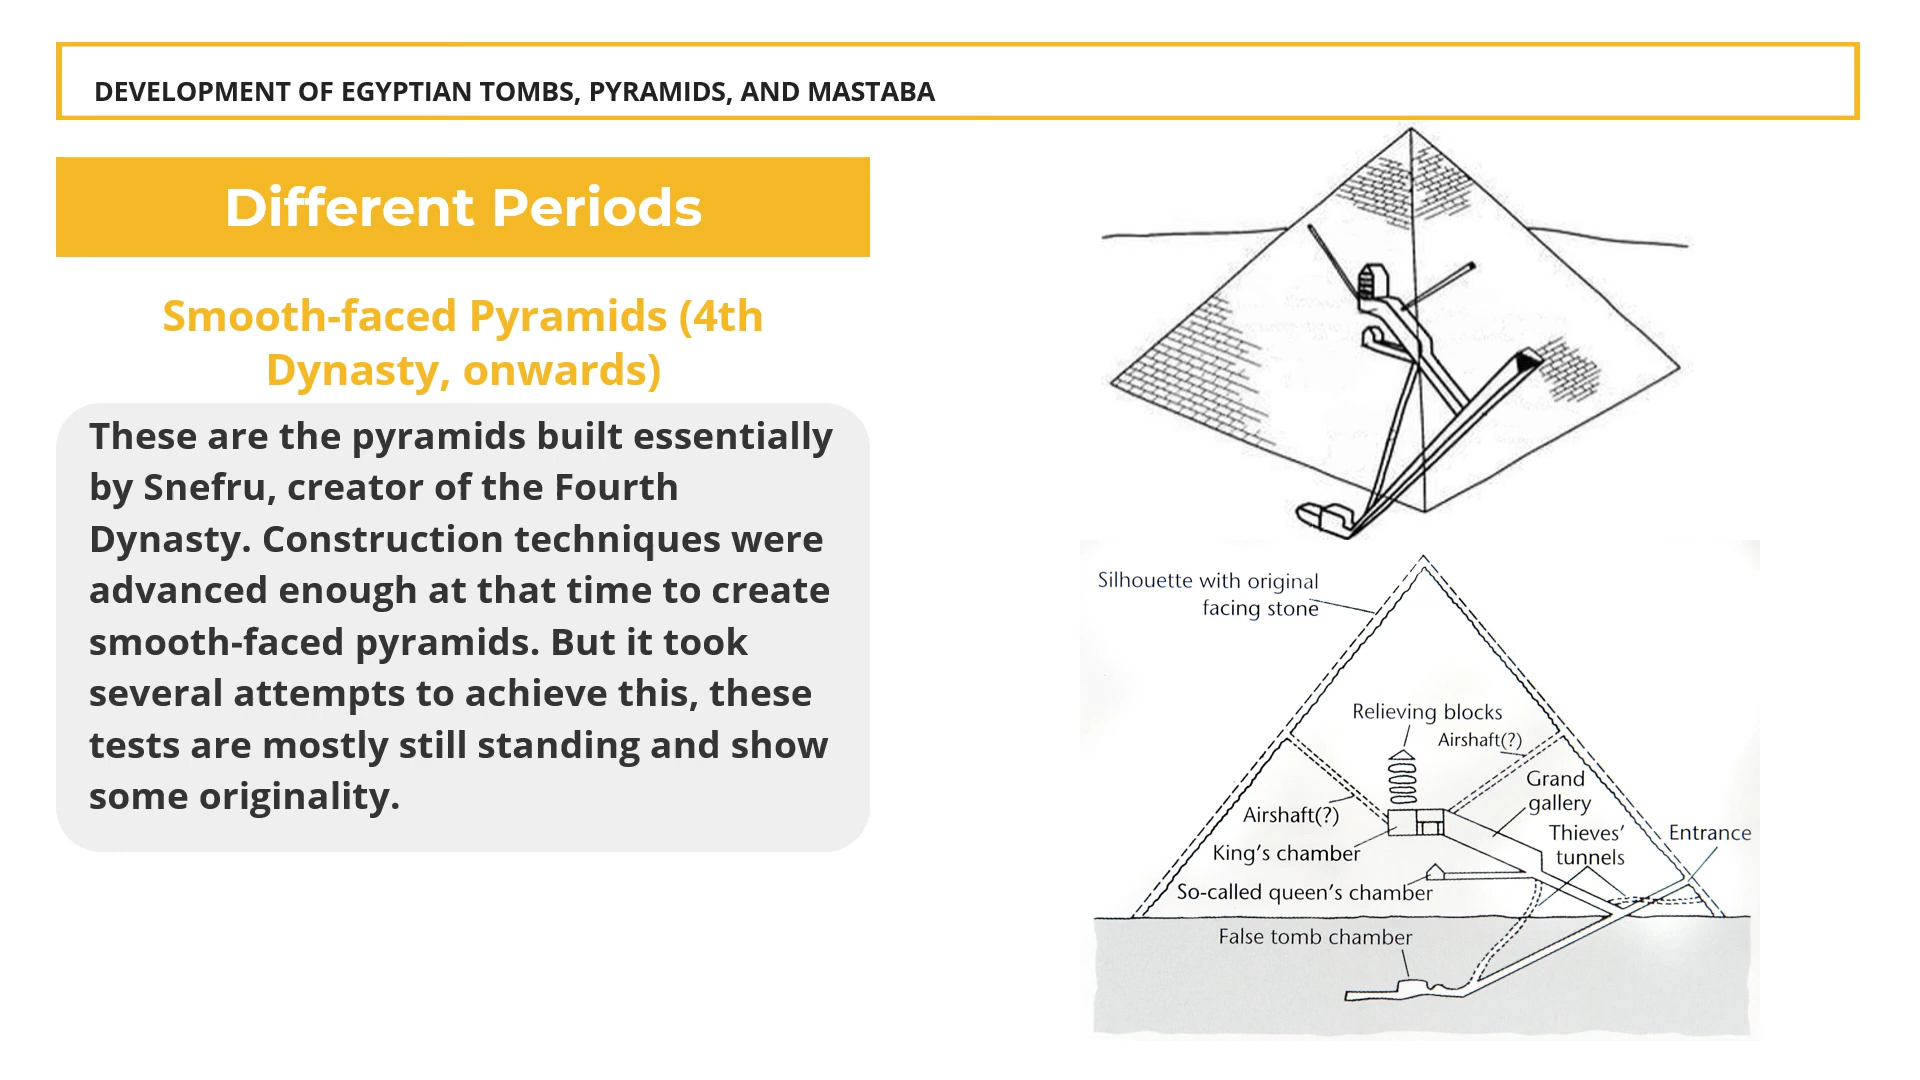 DEVELOPMENT OF EGYPTIAN TOMBS, PYRAMIDS, AND MASTABA
Different Periods
Smooth-faced Pyramids (4th
Dynasty, onwards)
These are the pyramids built essentially
by Snefru, creator of the Fourth
Dynasty. Construction techniques were
advanced enough at that time to create
smooth-faced pyramids. But it took
several attempts to achieve this, these
tests are mostly still standing and show
some originality.
Silhouette with original
facing stone
Relieving blocks
Airshaft(?)
Grand
gallery
Airshaft(?)
Thieves’
tunnels
Entrance
King’s chamber
So-called queen’s chamber
False tomb chamber